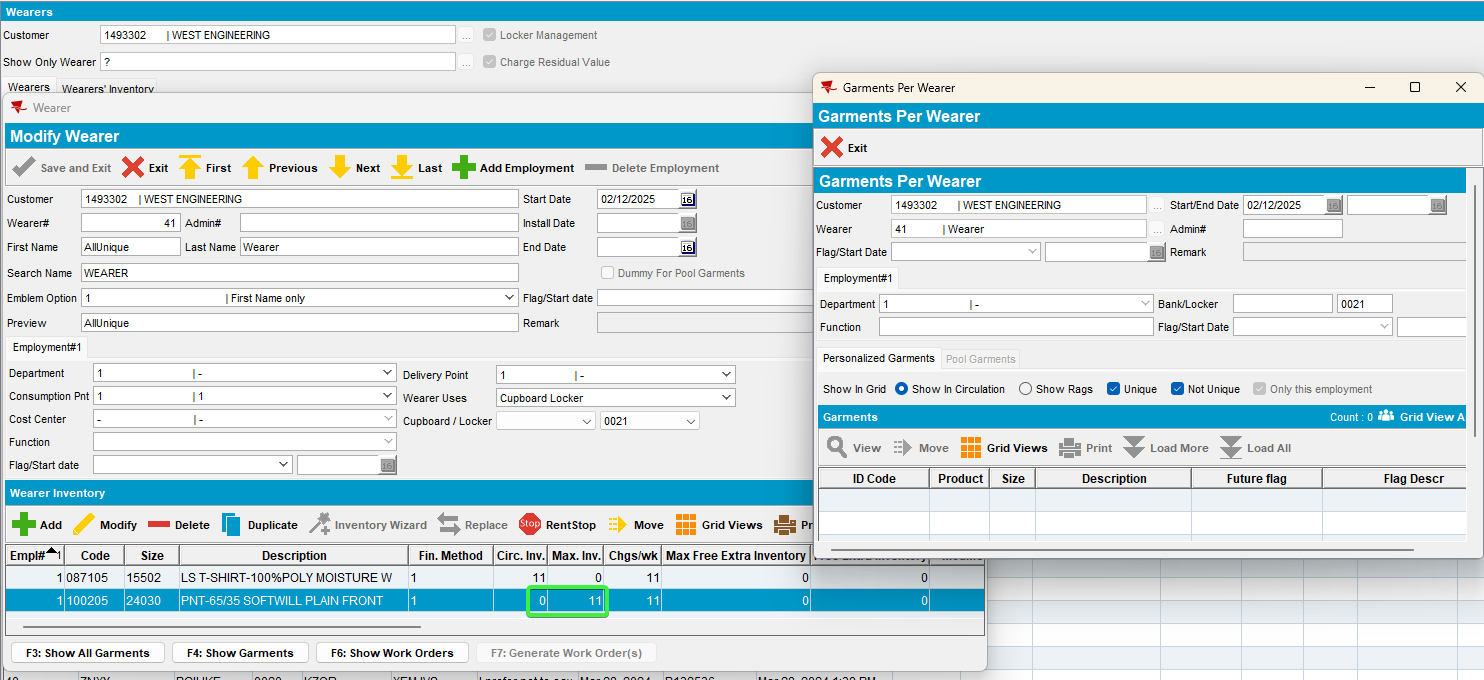 Wearers
Customer 1493302 | WEST ENGINEERING ... Locker Management
Show Only Wearer ? ... Charge Residual Value
Wearers Wearers' Inventory
Wearer
Modify Wearer
Save and Exit Exit First Previous Next Last Add Employment Delete Employment
Customer 1493302 | WEST ENGINEERING Start Date 02/12/2025 16
Wearer# 41 Admin# Install Date 16
First Name AllUnique Last Name Wearer End Date 16
Search Name WEARER Dummy For Pool Garments
Emblem Option 1 | First Name only Flag/Start date
Preview AllUnique Remark
Employment#1
Department 1 | - Delivery Point 1 | -
Consumption Pnt 1 | 1 Wearer Uses Cupboard Locker
Cost Center - | - Cupboard / Locker 0021
Function
Flag/Start date 16
Wearer Inventory
Add Modify Delete Duplicate Inventory Wizard Replace Stop RentStop Move Grid Views Pr
Empl# 1 Code Size Description Fin. Method Circ. Inv. Max. Inv. Chgs/wk Max Free Extra Inventory
1 087105 15502 LS T-SHIRT-100%POLY MOISTURE W 1 11 0 11 0 0
1 100205 24030 PNT-65/35 SOFTWILL PLAIN FRONT 1 0 11 11 0 0
F3: Show All Garments F4: Show Garments F6: Show Work Orders F7: Generate Work Order(s)
Garments Per Wearer
Garments Per Wearer
Exit
Garments Per Wearer
Customer 1493302 | WEST ENGINEERING ... Start/End Date 02/12/2025 16 16
Wearer 41 | Wearer ... Admin#
Flag/Start Date 16 Remark
Employment#1
Department 1 | - Bank/Locker 0021
Function Flag/Start Date
Personalized Garments Pool Garments
Show In Grid Show In Circulation Show Rags Unique Not Unique Only this employment
Garments Count : 0 Grid View A
View Move Grid Views Print Load More Load All
ID Code Product Size Description Future flag Flag Descr